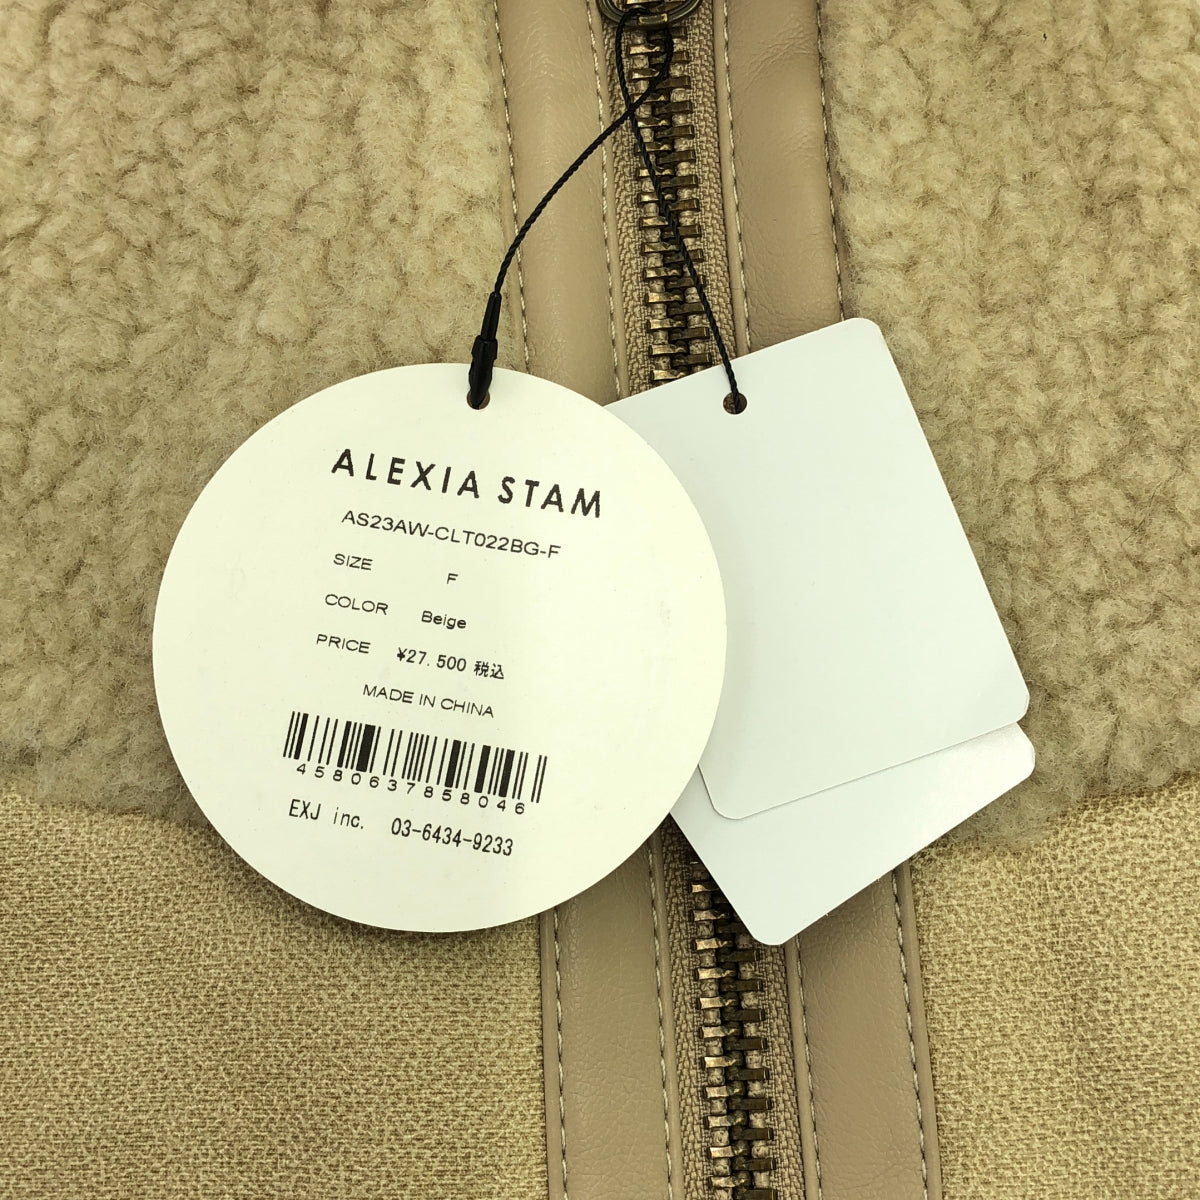 ALEXIA STAM
AS23AW-CLT022BG-F
SIZE F
COLOR Beige
PRICE ¥27.500 税込
MADE IN CHINA
4580637858046
EXJ inc. 03-6434-9233